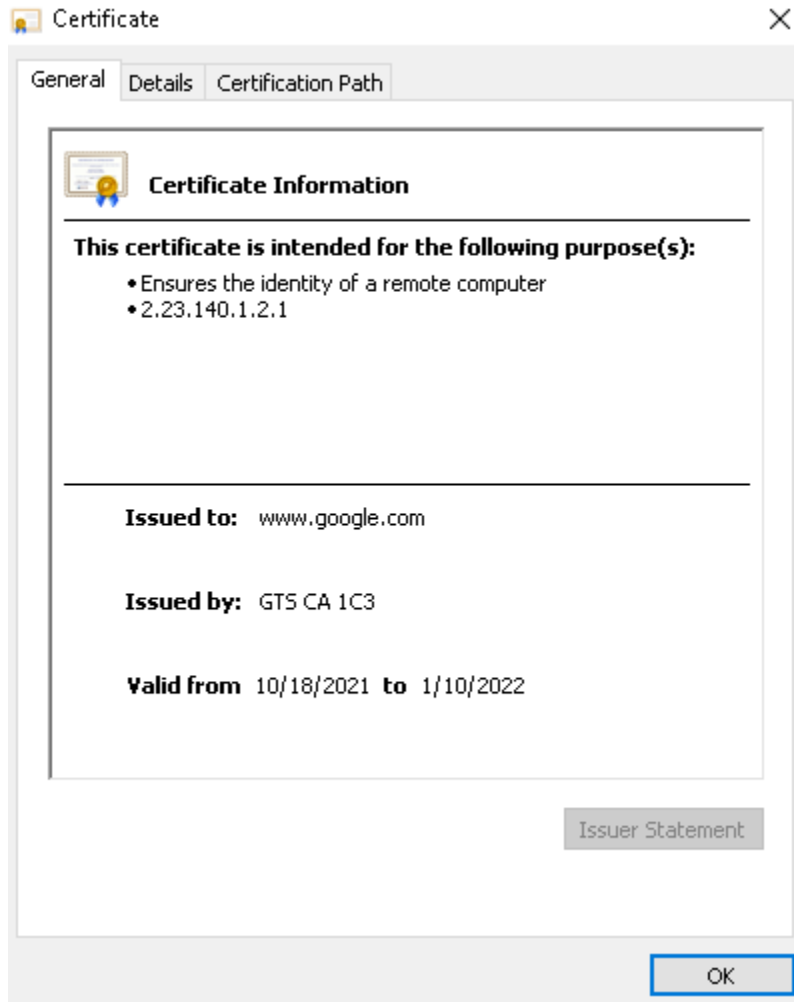 Certificate
General Details Certification Path
Certificate Information
This certificate is intended for the following purpose(s):
•Ensures the identity of a remote computer
•2.23.140.1.2.1
Issued to: www.google.com
Issued by: GTS CA 1C3
Valid from 10/18/2021 to 1/10/2022
Issuer Statement
OK